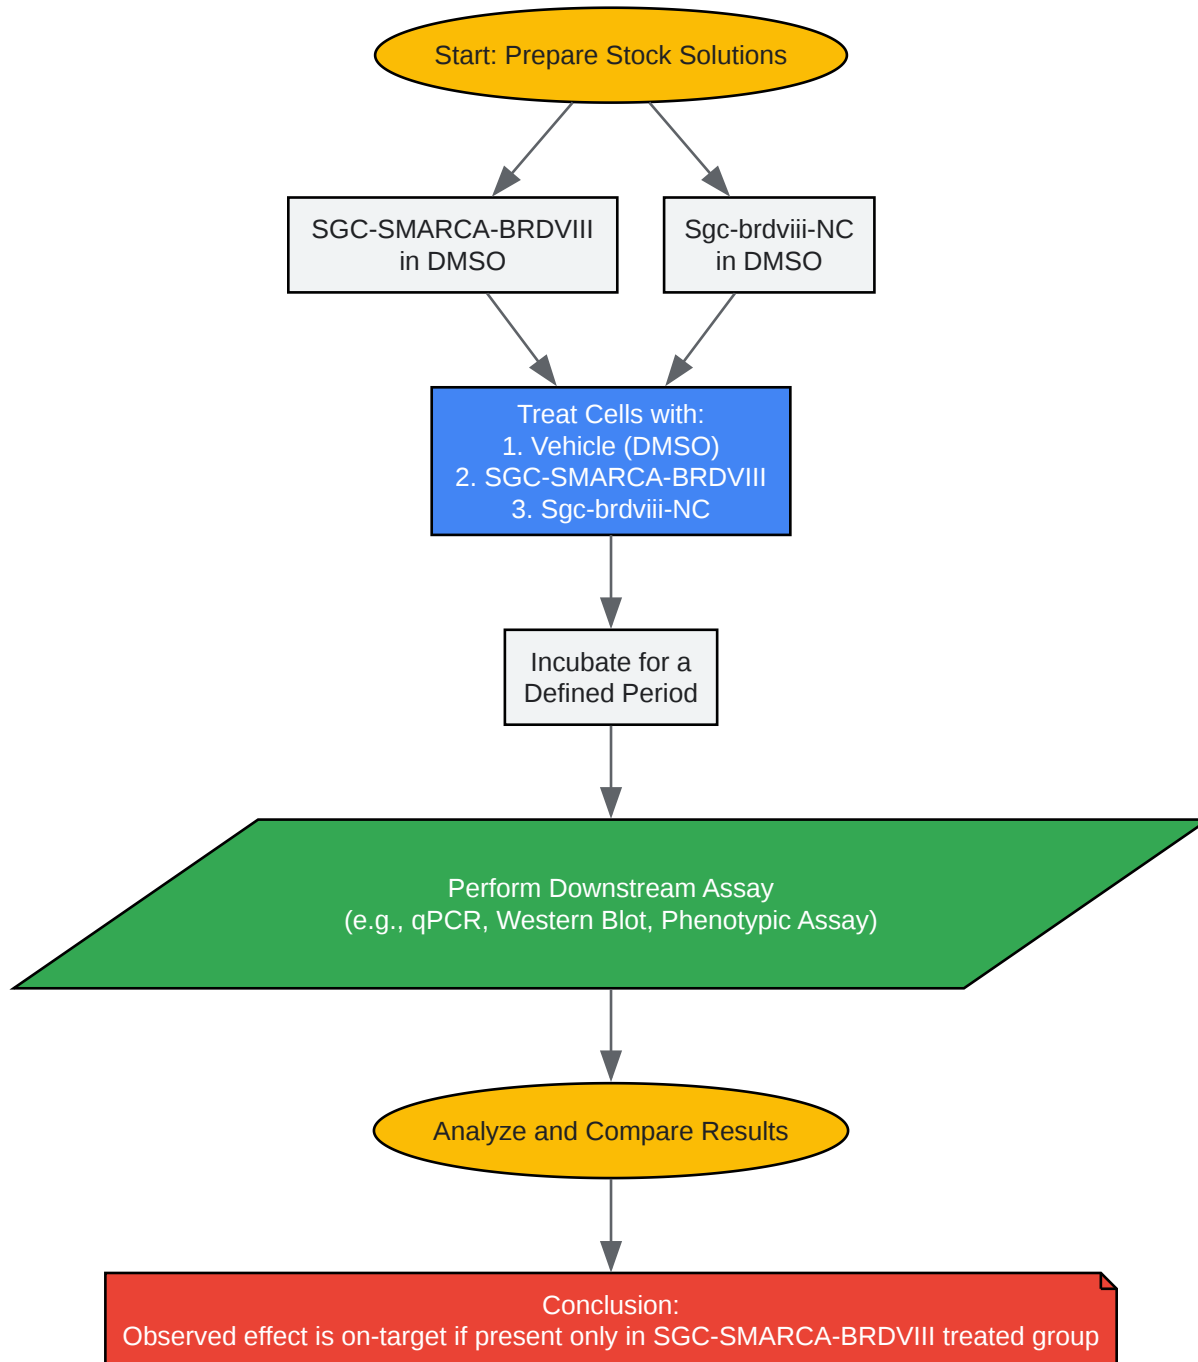 Start: Prepare Stock Solutions
SGC-SMARCA-BRDVIII
in DMSO
Sgc-brdviii-NC
in DMSO
Treat Cells with:
1. Vehicle (DMSO)
2. SGC-SMARCA-BRDVIII
3. Sgc-brdviii-NC
Incubate for a
Defined Period
Perform Downstream Assay
(e.g., qPCR, Western Blot, Phenotypic Assay)
Analyze and Compare Results
Conclusion:
Observed effect is on-target if present only in SGC-SMARCA-BRDVIII treated group